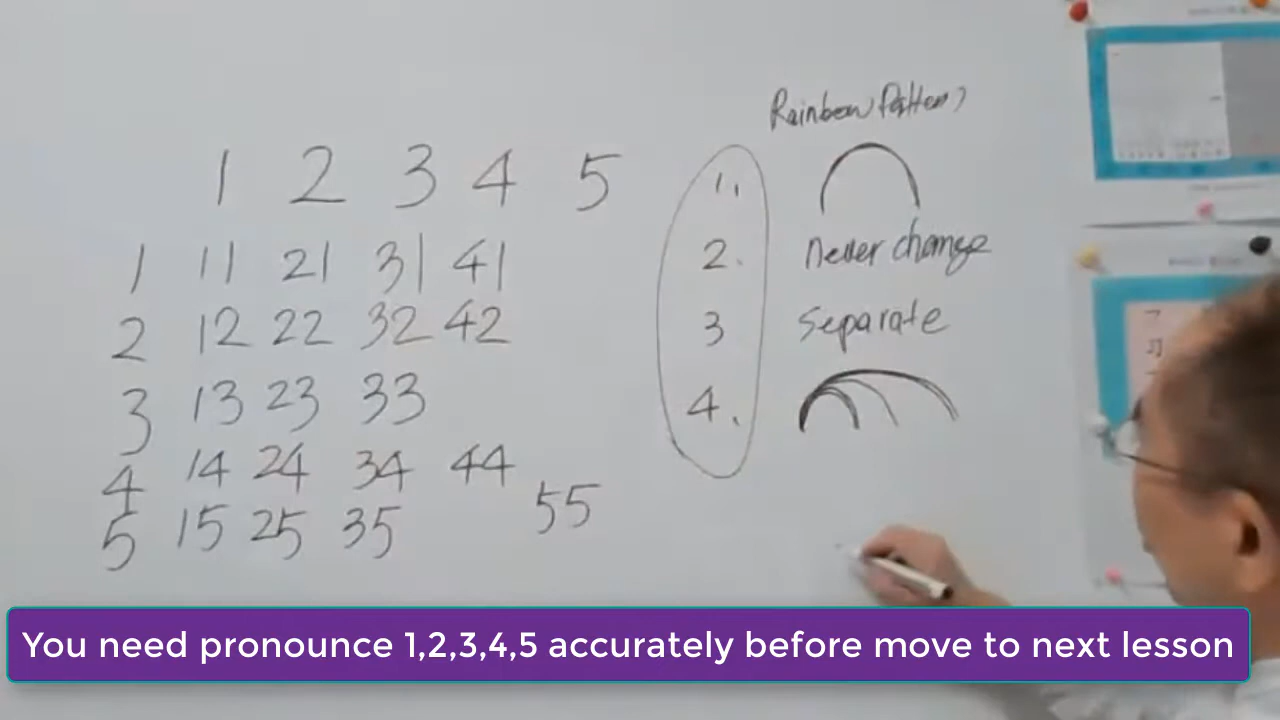 Rainbow Pattern
1 2 3 4 5
1 11 21 31 41
2 12 22 32 42
3 13 23 33
4 14 24 34 44
5 15 25 35 55
1.
2. Never change
3 Separate
4.
You need pronounce 1,2,3,4,5 accurately before move to next lesson